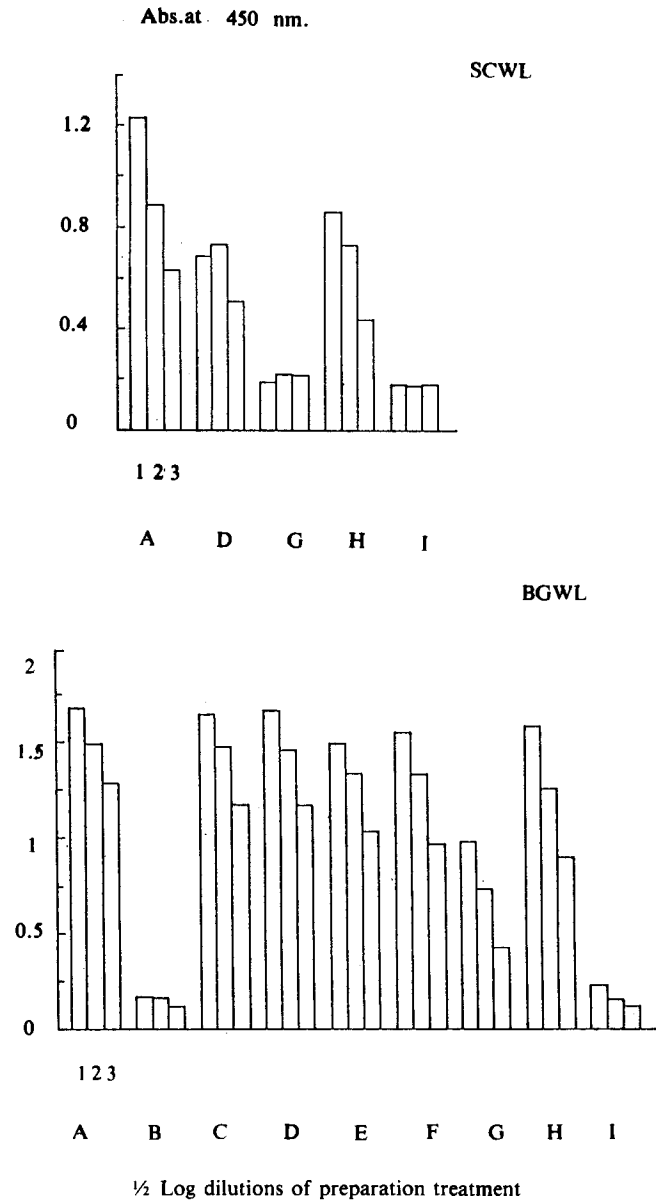 Abs.at 450 nm.
SCWL
1.2
0.8
0.4
0
1 2 3
A D G H I
BGWL
2
1.5
1
0.5
0
1 2 3
A B C D E F G H I
½ Log dilutions of preparation treatment